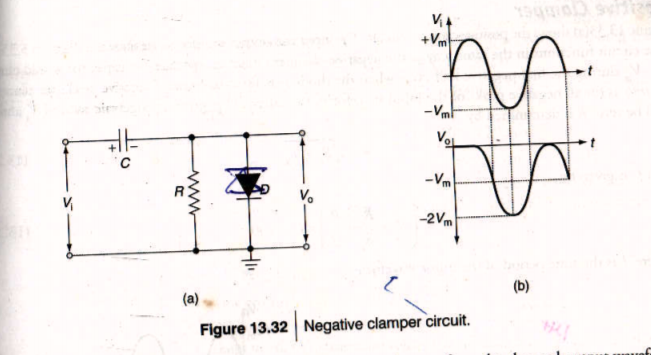 Vi
+Vm
t
−Vm
Vo
t
−Vm
−2Vm
+ −
C
Vi
R
D
Vo
(a)
(b)
Figure 13.32 | Negative clamper circuit.